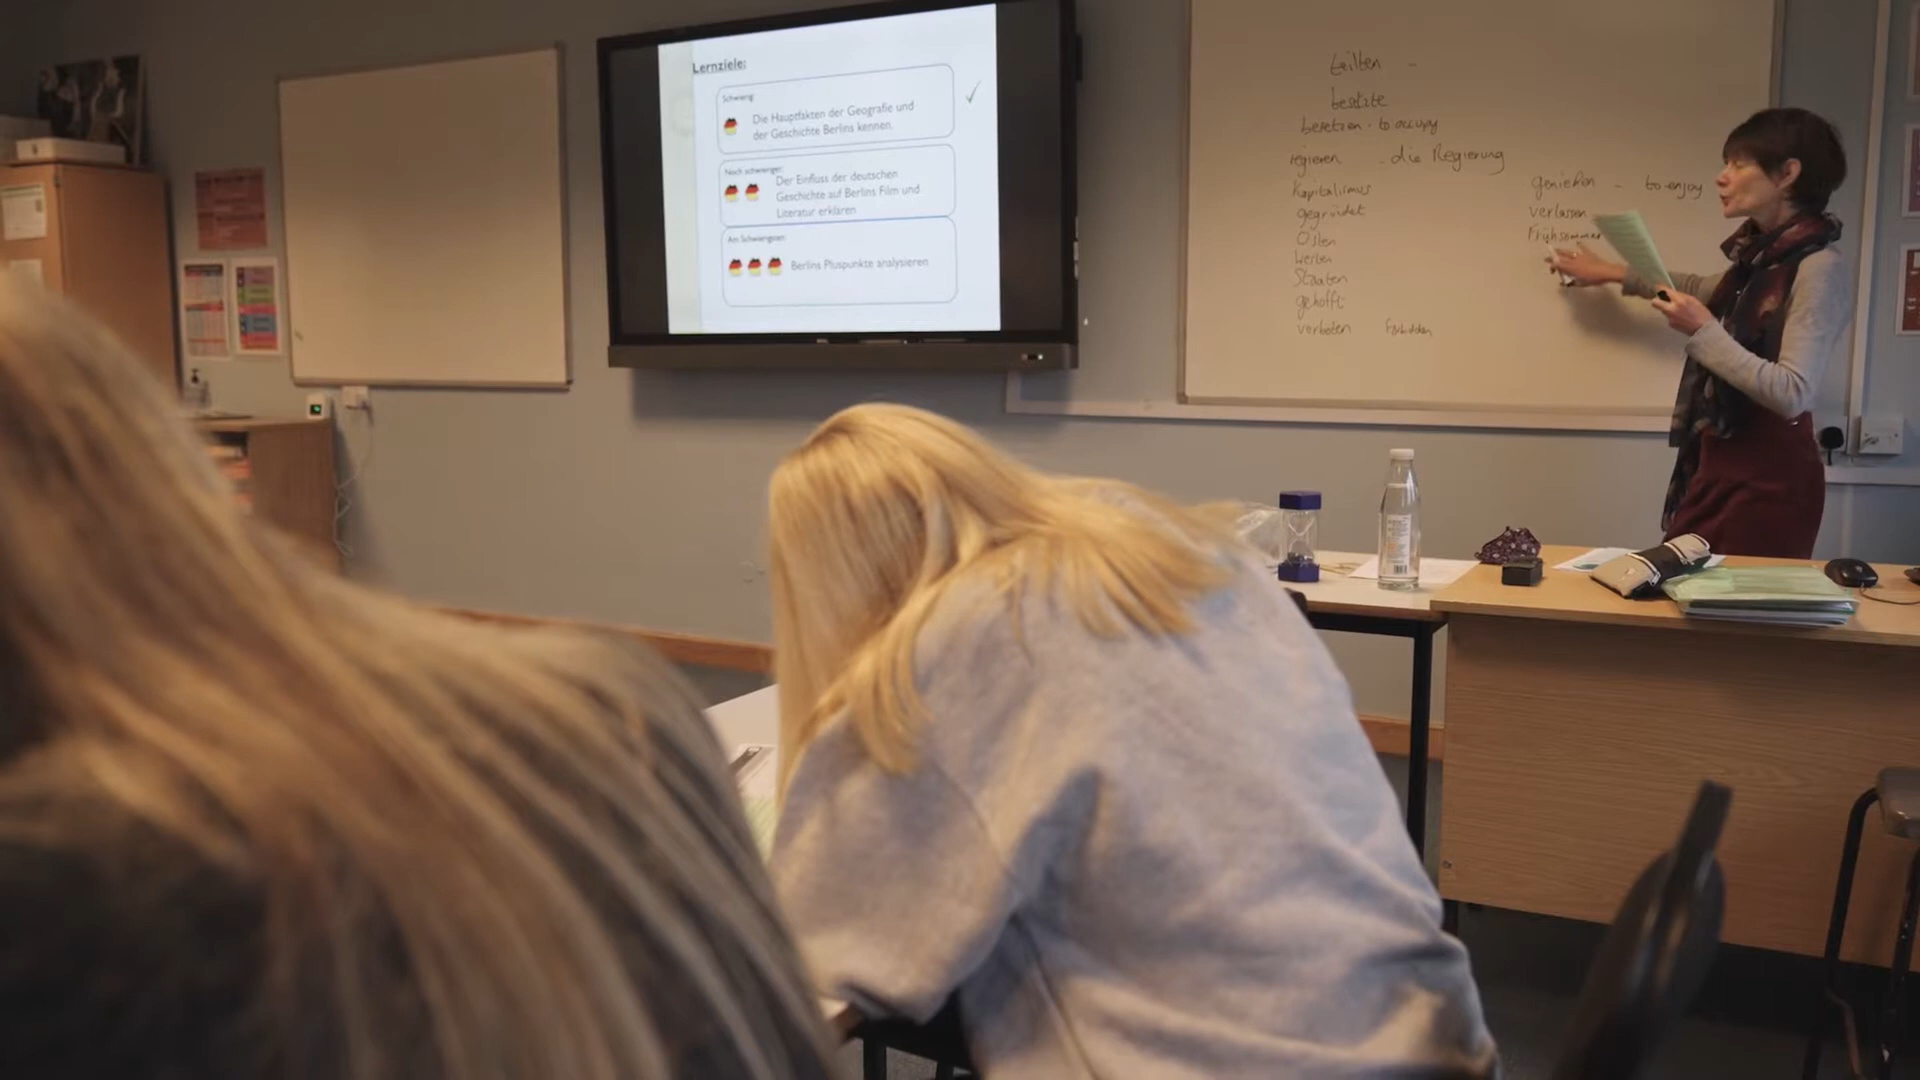 Lernziele:
Schwierig:
Die Hauptfakten der Geografie und
der Geschichte Berlins kennen.
Noch schwieriger:
Der Einfluss der deutschen
Geschichte auf Berlins Film und
Literatur erklären.
Am Schwierigsten:
Berlins Pluspunkte analysieren.
teilten -
besetzte
besetzen - to occupy
regieren - die Regierung
Kapitalismus
gegründet
Osten
Werben
Staaten
gehofft
verboten forbidden
genießen - to enjoy
verlassen
Frühsommer